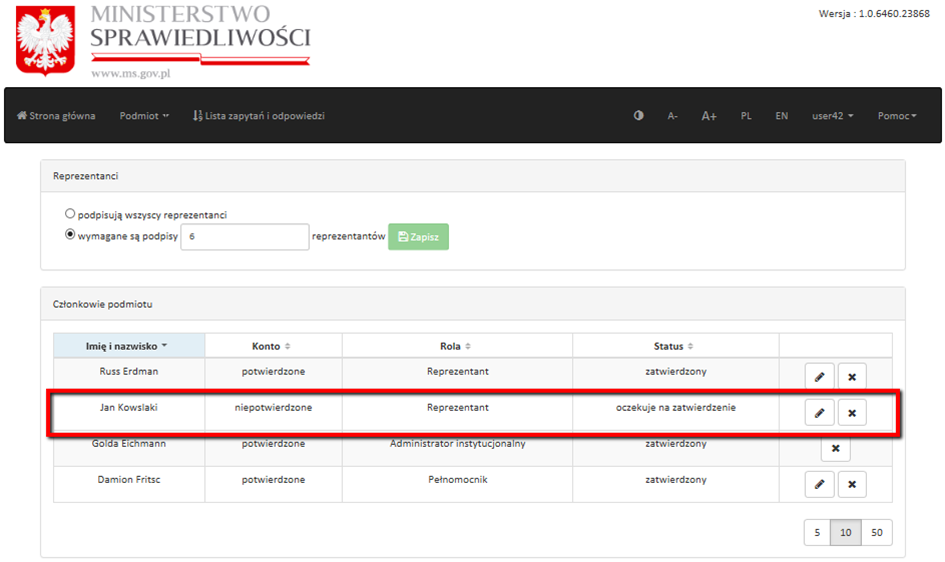 MINISTERSTWO
SPRAWIEDLIWOŚCI
www.ms.gov.pl
Wersja : 1.0.6460.23868
Strona główna Podmiot Lista zapytań i odpowiedzi A- A+ PL EN user42 Pomoc
Reprezentanci
podpisują wszyscy reprezentanci
wymagane są podpisy 6 reprezentantów Zapisz
Członkowie podmiotu
Imię i nazwisko Konto Rola Status
Russ Erdman potwierdzone Reprezentant zatwierdzony
Jan Kowslaki niepotwierdzone Reprezentant oczekuje na zatwierdzenie
Golda Eichmann potwierdzone Administrator instytucjonalny zatwierdzony
Damion Fritsc potwierdzone Pełnomocnik zatwierdzony
5 10 50